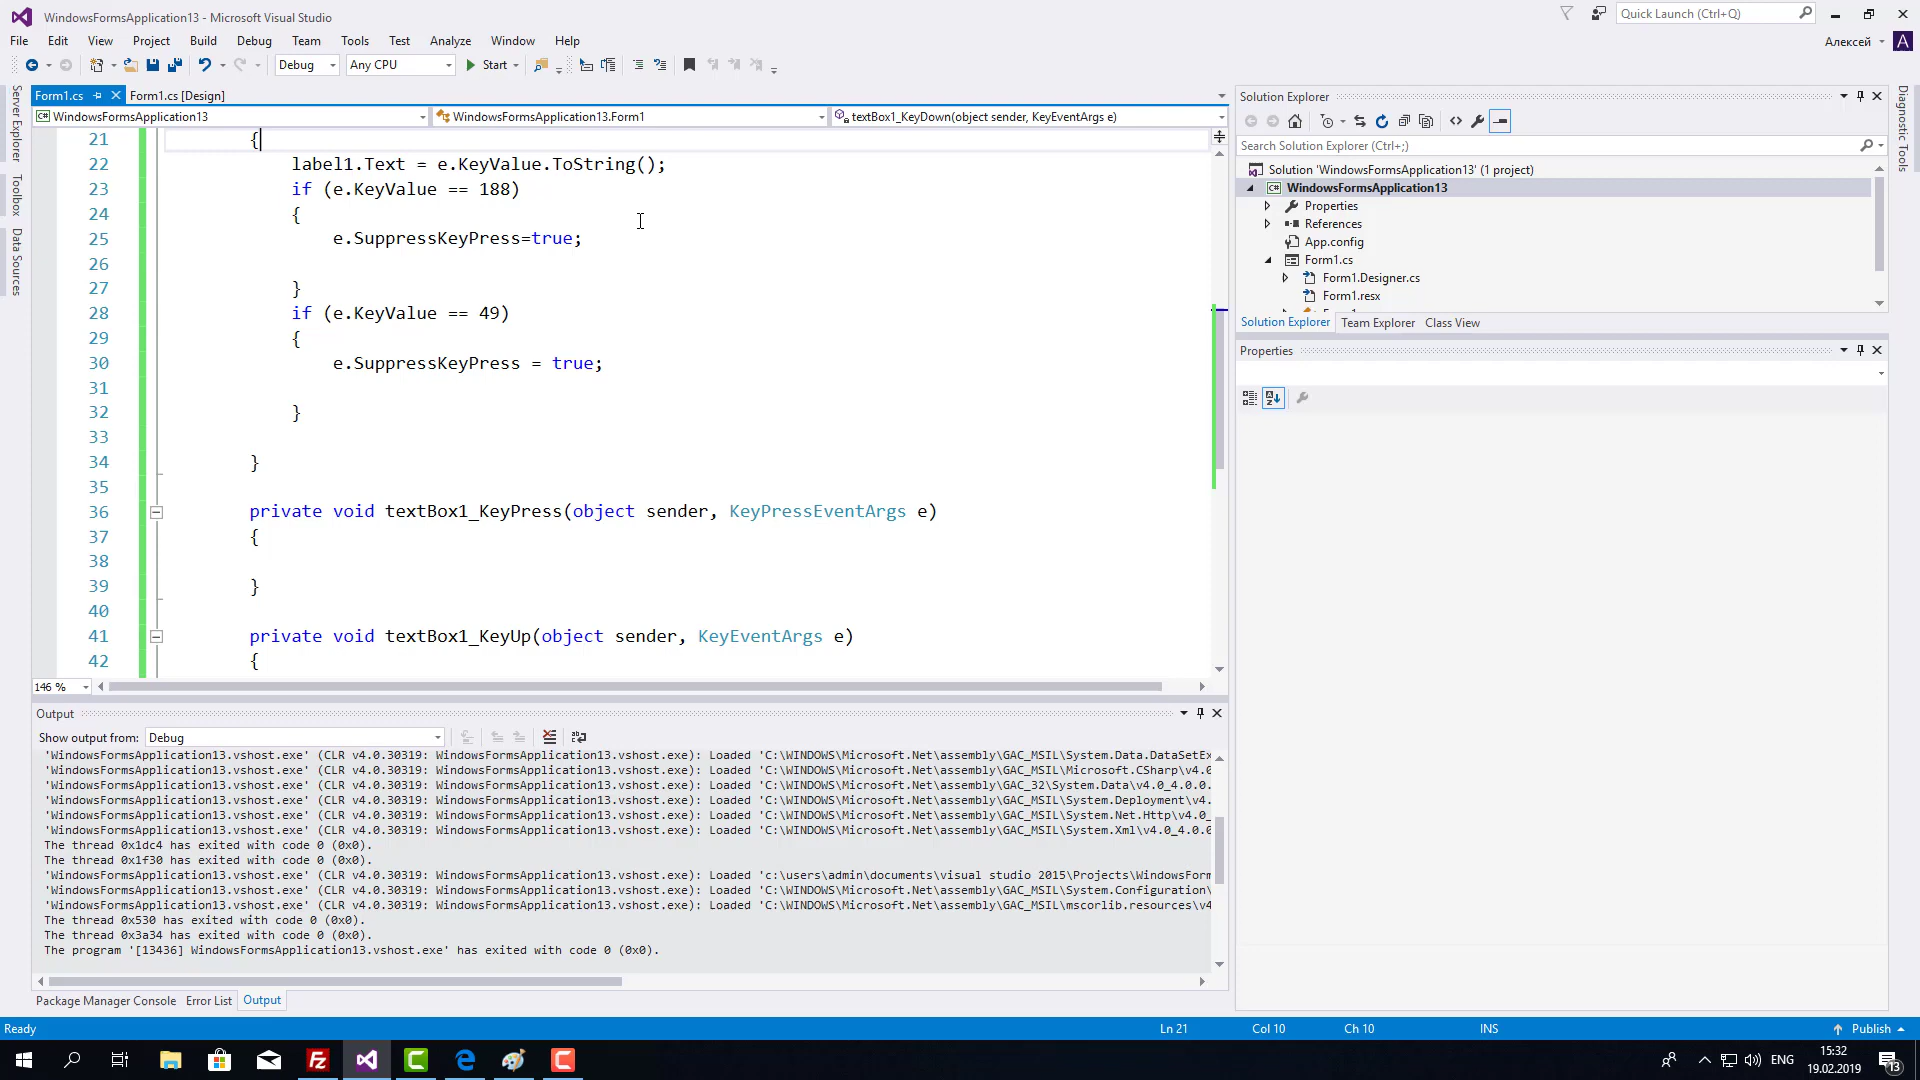 WindowsFormsApplication13 - Microsoft Visual Studio
Quick Launch (Ctrl+Q)
File Edit View Project Build Debug Team Tools Test Analyze Window Help
Алексей A
Debug Any CPU Start
Form1.cs Form1.cs [Design]
C# WindowsFormsApplication13 WindowsFormsApplication13.Form1 textBox1_KeyDown(object sender, KeyEventArgs e)
Server Explorer
Toolbox
Data Sources
21 {
22 label1.Text = e.KeyValue.ToString();
23 if (e.KeyValue == 188)
24 {
25 e.SuppressKeyPress=true;
26
27 }
28 if (e.KeyValue == 49)
29 {
30 e.SuppressKeyPress = true;
31
32 }
33
34 }
35
36 private void textBox1_KeyPress(object sender, KeyPressEventArgs e)
37 {
38
39 }
40
41 private void textBox1_KeyUp(object sender, KeyEventArgs e)
42 {
146 %
Output
Show output from: Debug
'WindowsFormsApplication13.vshost.exe' (CLR v4.0.30319: WindowsFormsApplication13.vshost.exe): Loaded 'C:\WINDOWS\Microsoft.Net\assembly\GAC_MSIL\System.Data.DataSetEx
'WindowsFormsApplication13.vshost.exe' (CLR v4.0.30319: WindowsFormsApplication13.vshost.exe): Loaded 'C:\WINDOWS\Microsoft.Net\assembly\GAC_MSIL\Microsoft.CSharp\v4.0
'WindowsFormsApplication13.vshost.exe' (CLR v4.0.30319: WindowsFormsApplication13.vshost.exe): Loaded 'C:\WINDOWS\Microsoft.Net\assembly\GAC_32\System.Data\v4.0_4.0.0.
'WindowsFormsApplication13.vshost.exe' (CLR v4.0.30319: WindowsFormsApplication13.vshost.exe): Loaded 'C:\WINDOWS\Microsoft.Net\assembly\GAC_MSIL\System.Deployment\v4.
'WindowsFormsApplication13.vshost.exe' (CLR v4.0.30319: WindowsFormsApplication13.vshost.exe): Loaded 'C:\WINDOWS\Microsoft.Net\assembly\GAC_MSIL\System.Net.Http\v4.0_
'WindowsFormsApplication13.vshost.exe' (CLR v4.0.30319: WindowsFormsApplication13.vshost.exe): Loaded 'C:\WINDOWS\Microsoft.Net\assembly\GAC_MSIL\System.Xml\v4.0_4.0.0
The thread 0x1dc4 has exited with code 0 (0x0).
The thread 0x1f30 has exited with code 0 (0x0).
'WindowsFormsApplication13.vshost.exe' (CLR v4.0.30319: WindowsFormsApplication13.vshost.exe): Loaded 'c:\users\admin\documents\visual studio 2015\Projects\WindowsForm
'WindowsFormsApplication13.vshost.exe' (CLR v4.0.30319: WindowsFormsApplication13.vshost.exe): Loaded 'C:\WINDOWS\Microsoft.Net\assembly\GAC_MSIL\System.Configuration\
'WindowsFormsApplication13.vshost.exe' (CLR v4.0.30319: WindowsFormsApplication13.vshost.exe): Loaded 'C:\WINDOWS\Microsoft.Net\assembly\GAC_MSIL\mscorlib.resources\v4
The thread 0x530 has exited with code 0 (0x0).
The thread 0x3a34 has exited with code 0 (0x0).
The program '[13436] WindowsFormsApplication13.vshost.exe' has exited with code 0 (0x0).
Package Manager Console Error List Output
Solution Explorer
Search Solution Explorer (Ctrl+;)
Solution 'WindowsFormsApplication13' (1 project)
C# WindowsFormsApplication13
Properties
References
App.config
Form1.cs
Form1.Designer.cs
Form1.resx
Solution Explorer Team Explorer Class View
Properties
Diagnostic Tools
Ready Ln 21 Col 10 Ch 10 INS Publish
ENG 15:32
19.02.2019
13